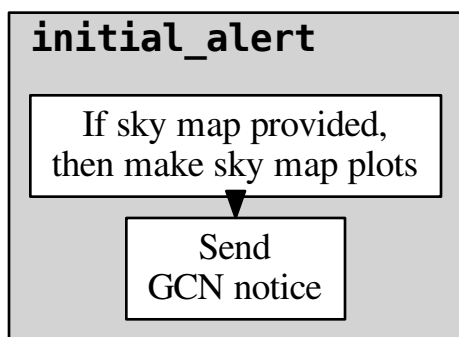 initial_alert
If sky map provided,
then make sky map plots
Send
GCN notice